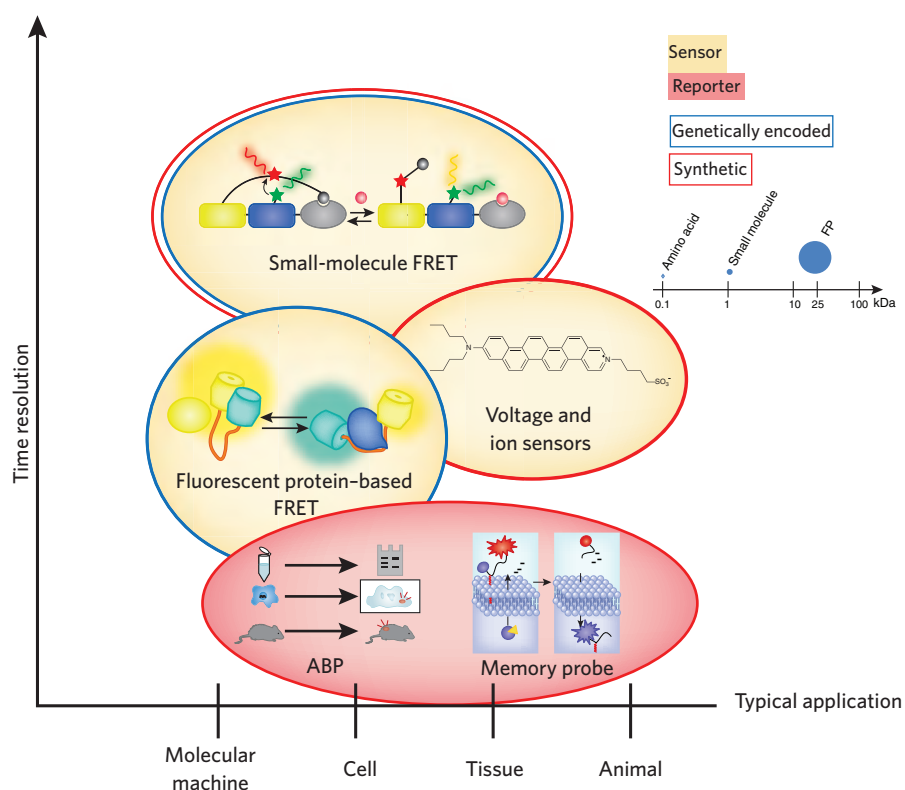 Sensor
Reporter
Genetically encoded
Synthetic
Amino acid
Small molecule
FP
0.1
1
10
25
100
kDa
Time resolution
Small-molecule FRET
N
N
+
SO₃⁻
Voltage and
ion sensors
Fluorescent protein–based
FRET
ABP
Memory probe
Typical application
Molecular
machine
Cell
Tissue
Animal